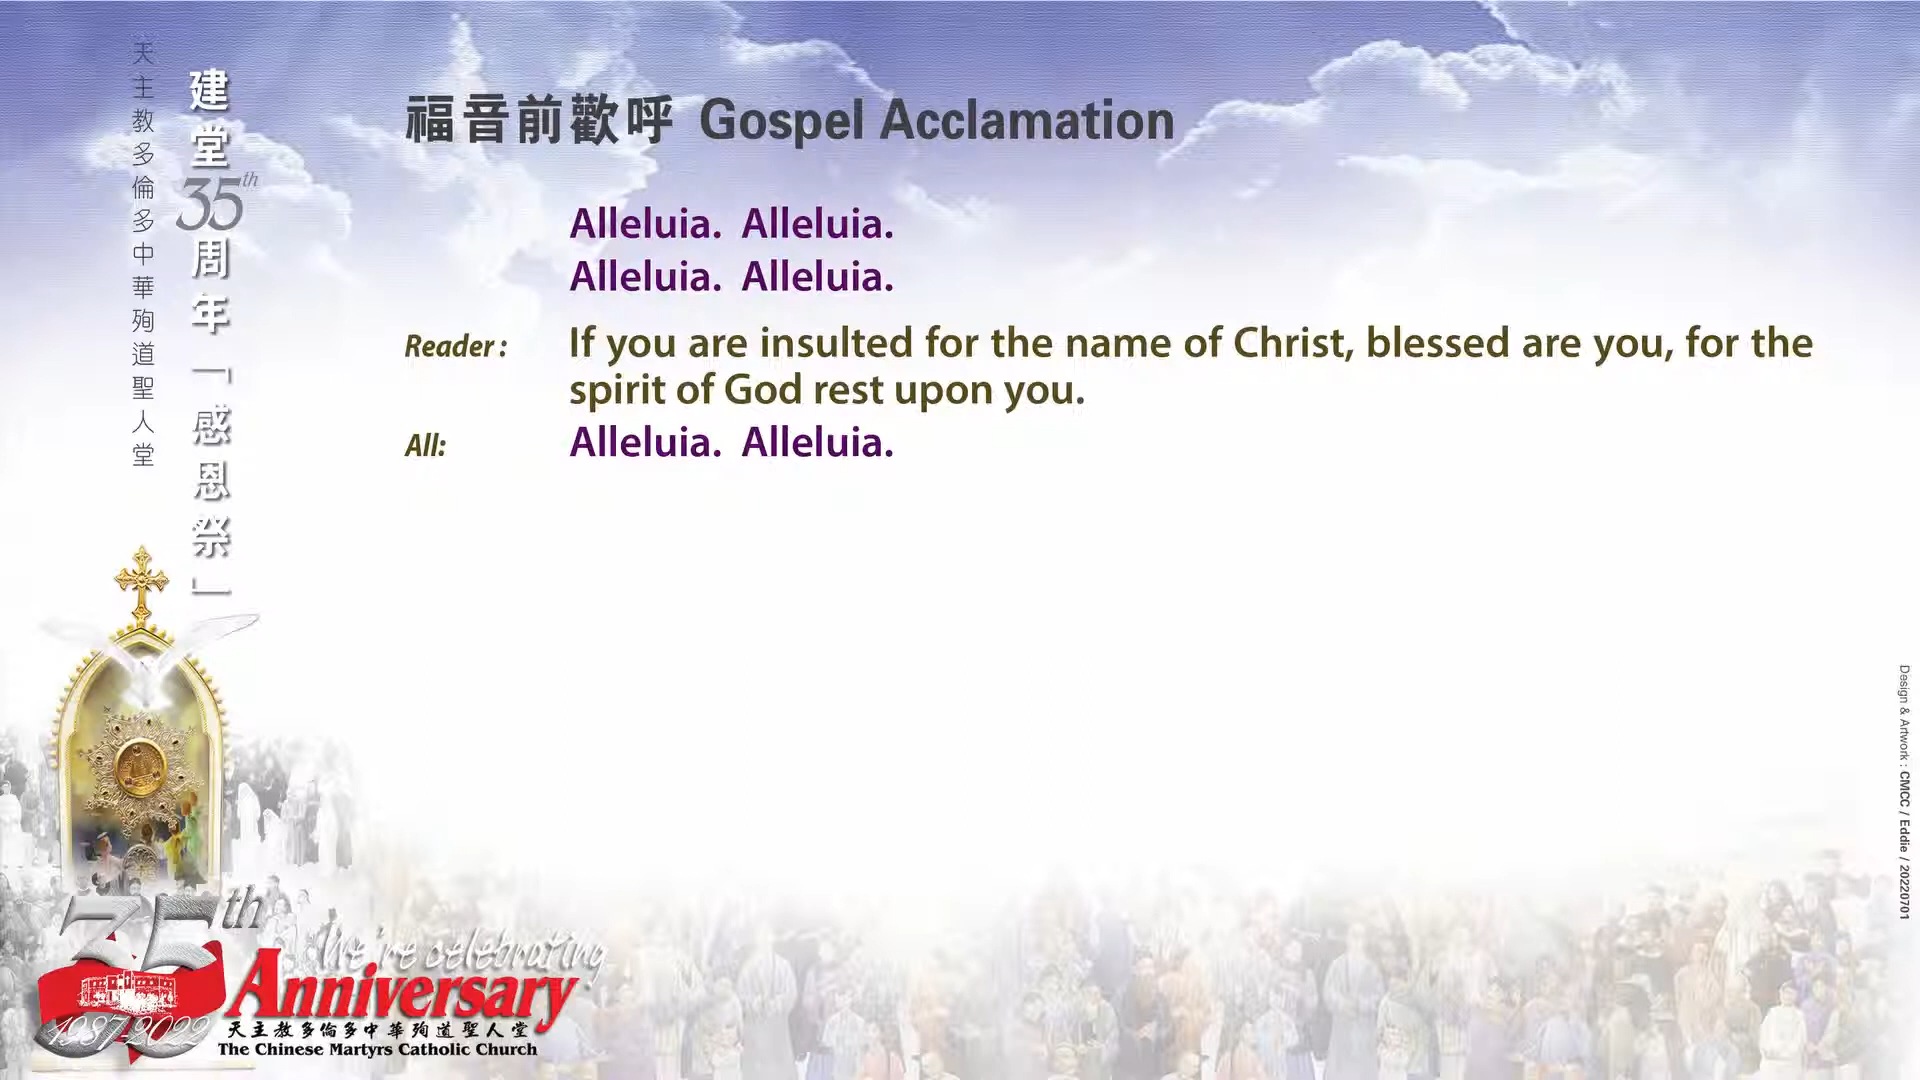 天主教多倫多中華殉道聖人堂
建堂35th周年「感恩祭」
福音前歡呼 Gospel Acclamation
Alleluia. Alleluia.
Alleluia. Alleluia.
Reader: If you are insulted for the name of Christ, blessed are you, for the
spirit of God rest upon you.
All: Alleluia. Alleluia.
35th
We're celebrating
Anniversary
1987-2022
天主教多倫多中華殉道聖人堂
The Chinese Martyrs Catholic Church
Design & Artwork : CMCC / Eddie / 20220701